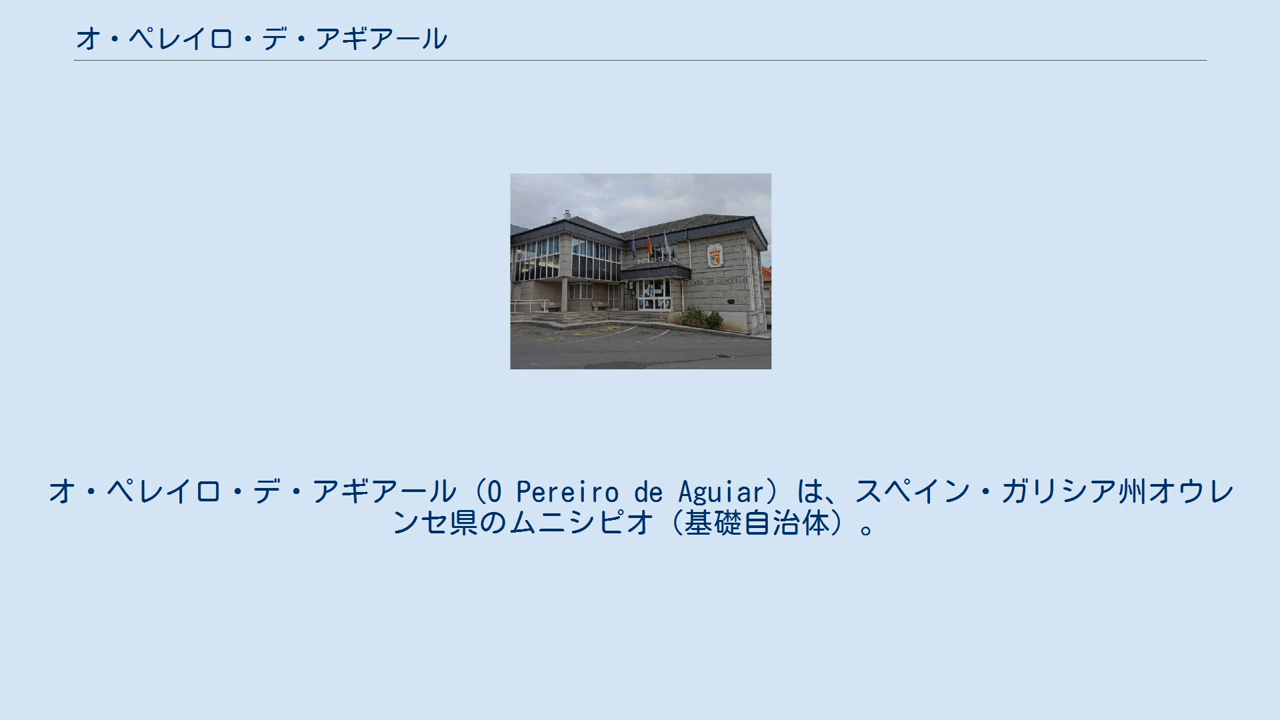 オ・ペレイロ・デ・アギアール
オ・ペレイロ・デ・アギアール（O Pereiro de Aguiar）は、スペイン・ガリシア州オウレ
ンセ県のムニシピオ（基礎自治体）。